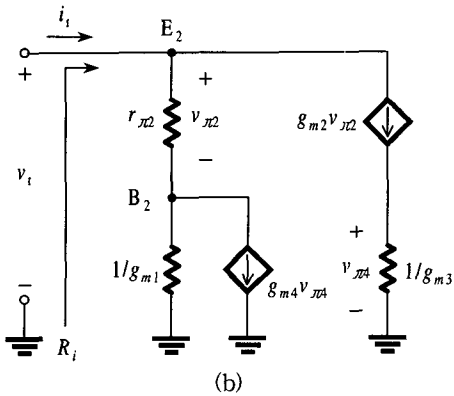 i_t
E_2
+
+
r_π2
v_π2
g_m2 v_π2
−
v_t
B_2
+
1/g_m1
g_m4 v_π4
v_π4
1/g_m3
−
−
R_i
(b)